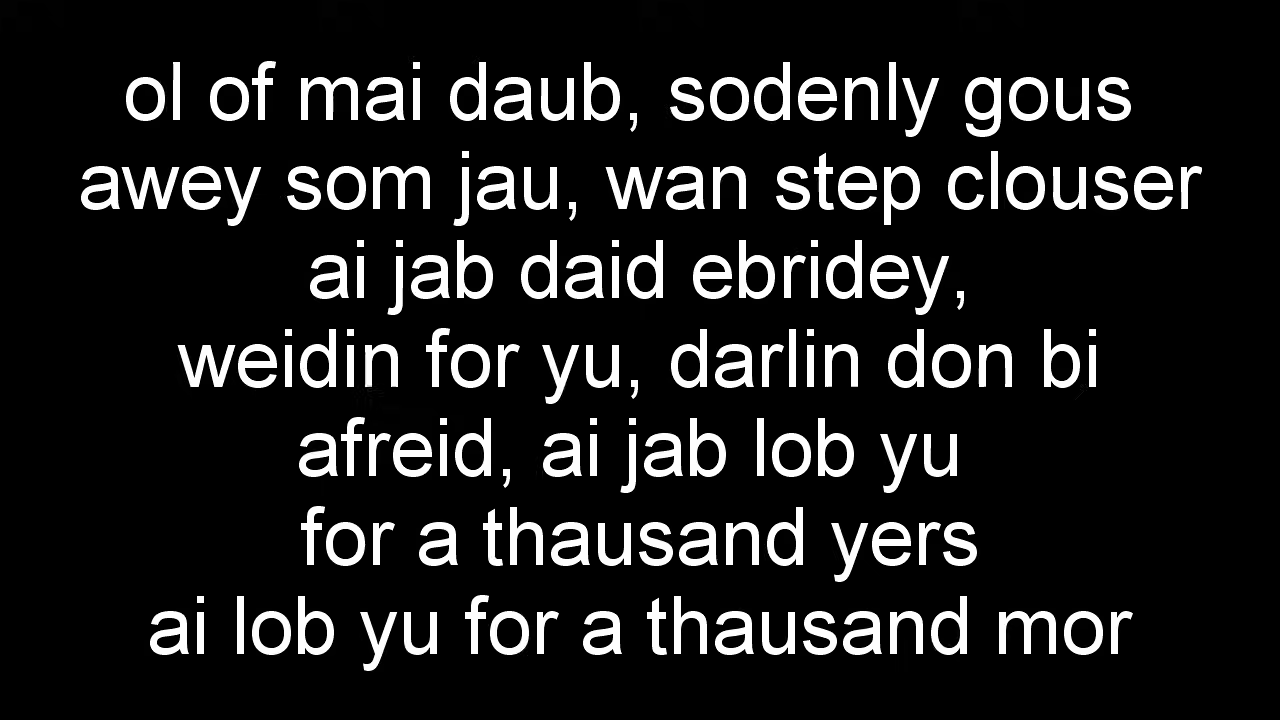 ol of mai daub, sodenly gous
awey som jau, wan step clouser
ai jab daid ebridey,
weidin for yu, darlin don bi
afreid, ai jab lob yu
for a thausand yers
ai lob yu for a thausand mor